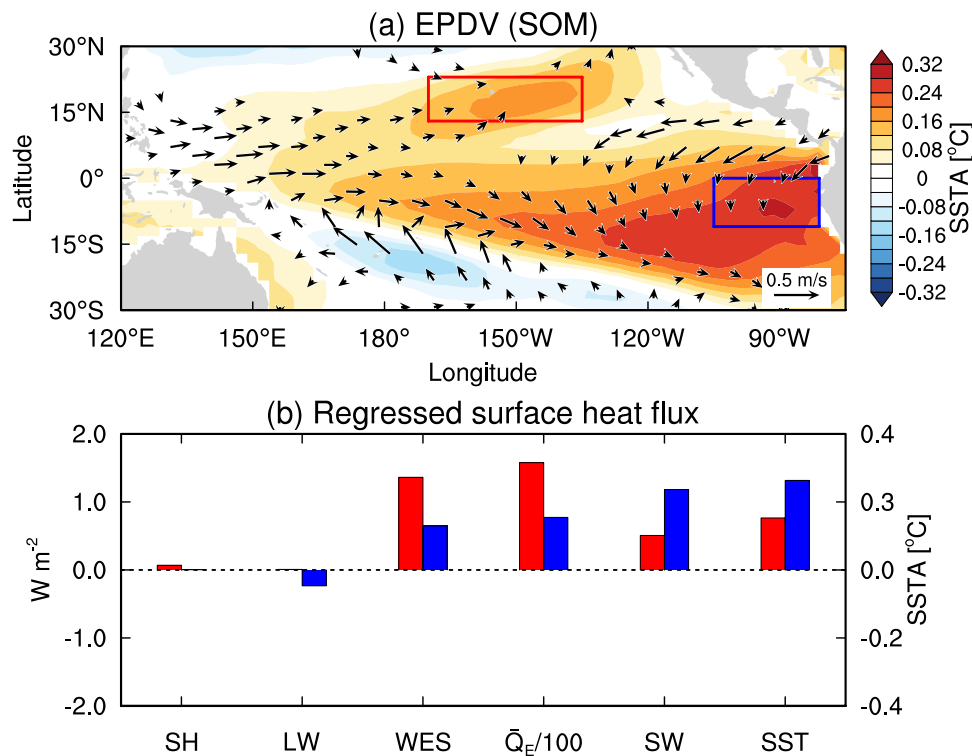 (a) EPDV (SOM)
30°N
15°N
0°
15°S
30°S
Latitude
120°E
150°E
180°
150°W
120°W
90°W
Longitude
0.5 m/s
0.32
0.24
0.16
0.08
0
-0.08
-0.16
-0.24
-0.32
SSTA [°C]
(b) Regressed surface heat flux
2.0
1.0
0.0
-1.0
-2.0
W m⁻²
0.4
0.3
0.0
-0.2
-0.4
SSTA [°C]
SH
LW
WES
Q̄E/100
SW
SST